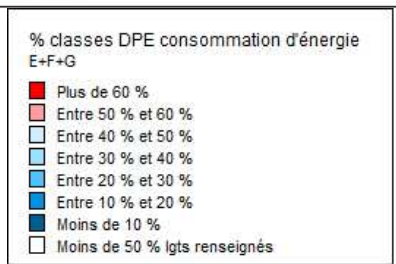 % classes DPE consommation d'énergie
E+F+G
Plus de 60 %
Entre 50 % et 60 %
Entre 40 % et 50 %
Entre 30 % et 40 %
Entre 20 % et 30 %
Entre 10 % et 20 %
Moins de 10 %
Moins de 50 % lgts renseignés